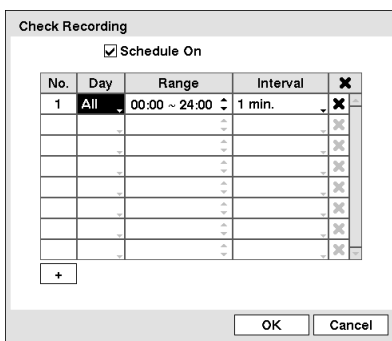 Check Recording
Schedule On
No. Day Range Interval
1 All 00:00 ~ 24:00 1 min.
+
OK Cancel